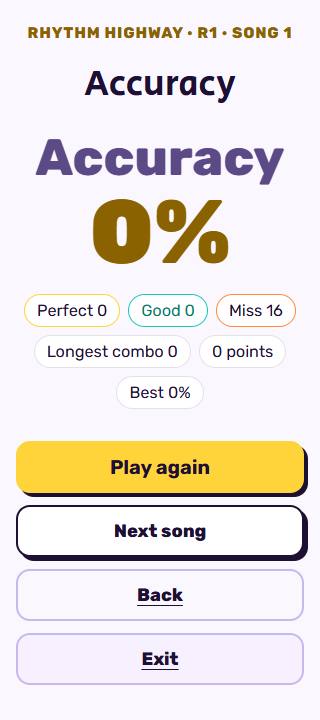 RHYTHM HIGHWAY • R1 • SONG 1
Accuracy
Accuracy
0%
Perfect 0
Good 0
Miss 16
Longest combo 0
0 points
Best 0%
Play again
Next song
Back
Exit